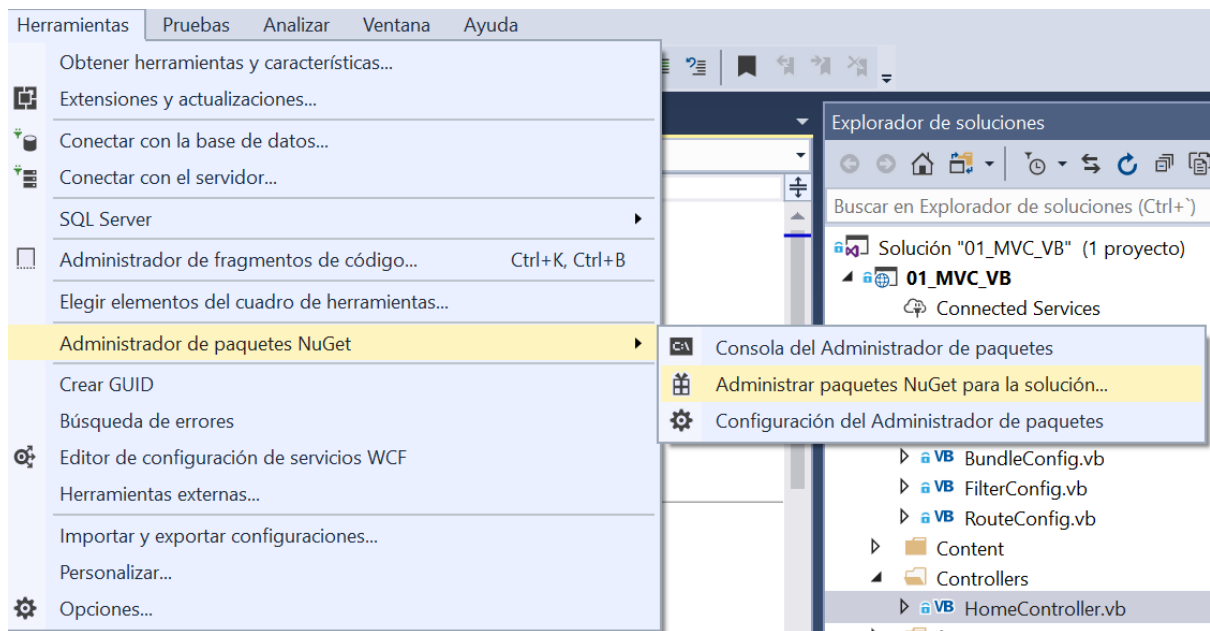 Herramientas Pruebas Analizar Ventana Ayuda
Obtener herramientas y características...
Extensiones y actualizaciones...
Conectar con la base de datos...
Conectar con el servidor...
SQL Server
Administrador de fragmentos de código... Ctrl+K, Ctrl+B
Elegir elementos del cuadro de herramientas...
Administrador de paquetes NuGet
Crear GUID
Búsqueda de errores
Editor de configuración de servicios WCF
Herramientas externas...
Importar y exportar configuraciones...
Personalizar...
Opciones...
C:\ Consola del Administrador de paquetes
Administrar paquetes NuGet para la solución...
Configuración del Administrador de paquetes
Explorador de soluciones
Buscar en Explorador de soluciones (Ctrl+`)
Solución "01_MVC_VB" (1 proyecto)
01_MVC_VB
Connected Services
VB BundleConfig.vb
VB FilterConfig.vb
VB RouteConfig.vb
Content
Controllers
VB HomeController.vb